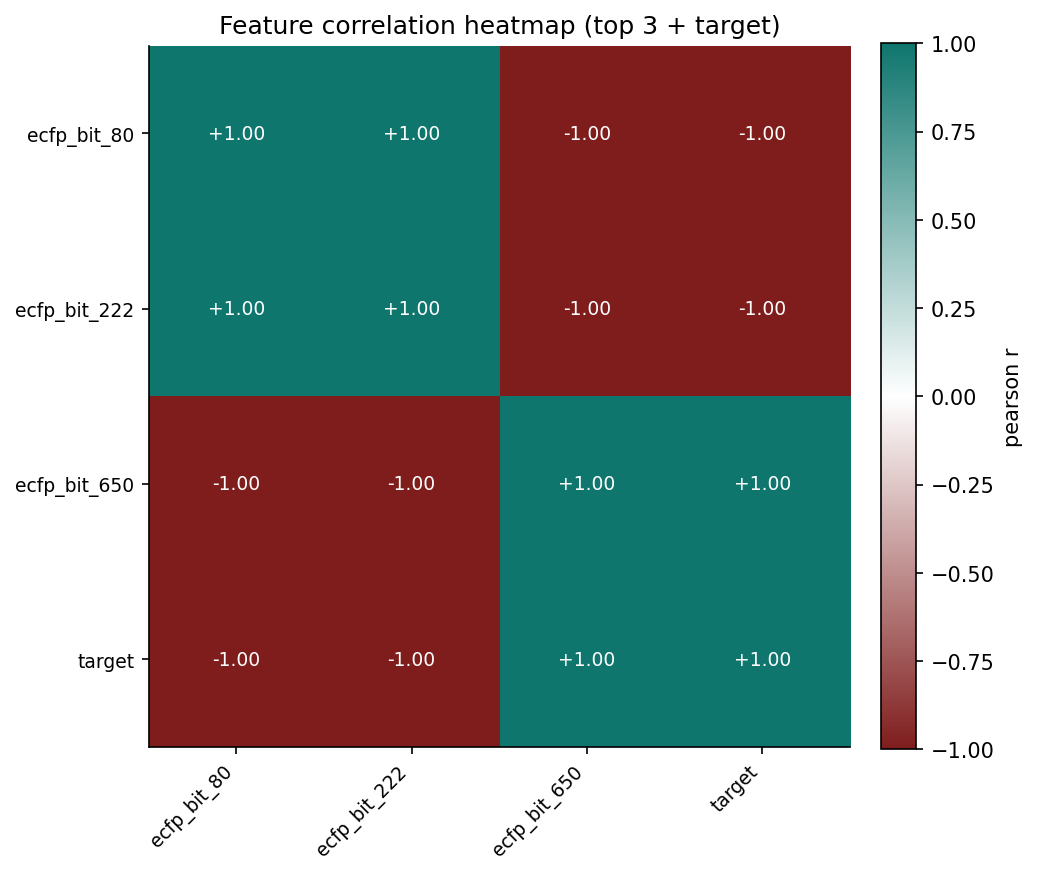 Feature correlation heatmap (top 3 + target)
ecfp_bit_80
+1.00 +1.00 -1.00 -1.00
ecfp_bit_222
+1.00 +1.00 -1.00 -1.00
ecfp_bit_650
-1.00 -1.00 +1.00 +1.00
target
-1.00 -1.00 +1.00 +1.00
ecfp_bit_80
ecfp_bit_222
ecfp_bit_650
target
1.00
0.75
0.50
0.25
0.00
−0.25
−0.50
−0.75
−1.00
pearson r